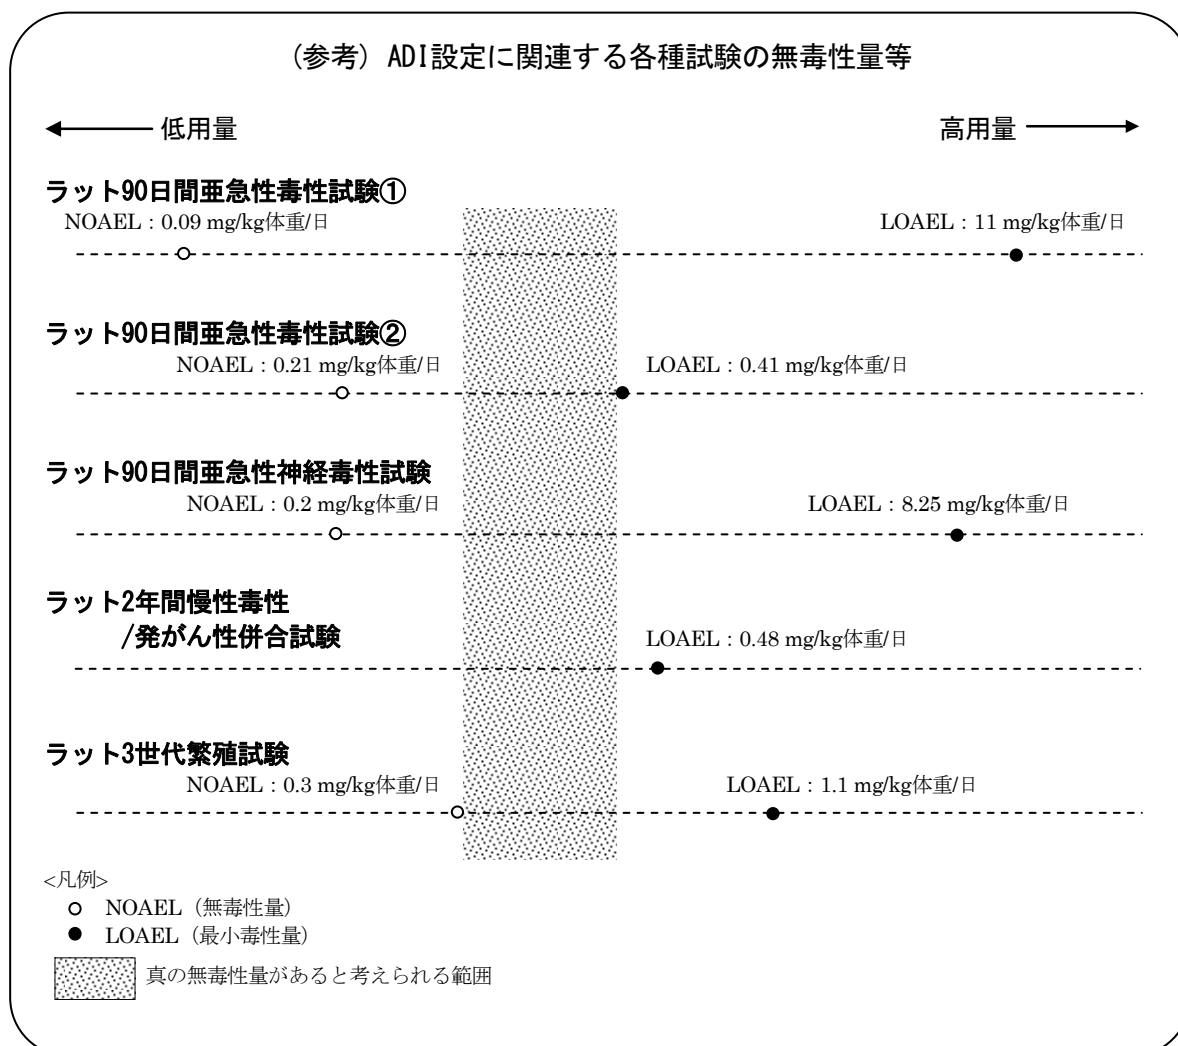 (参考) ADI設定に関連する各種試験の無毒性量等
低用量 高用量
ラット90日間亜急性毒性試験①
NOAEL:0.09 mg/kg体重/日 LOAEL:11 mg/kg体重/日
ラット90日間亜急性毒性試験②
NOAEL:0.21 mg/kg体重/日 LOAEL:0.41 mg/kg体重/日
ラット90日間亜急性神経毒性試験
NOAEL:0.2 mg/kg体重/日 LOAEL:8.25 mg/kg体重/日
ラット2年間慢性毒性
/発がん性併合試験
LOAEL:0.48 mg/kg体重/日
ラット3世代繁殖試験
NOAEL:0.3 mg/kg体重/日 LOAEL:1.1 mg/kg体重/日
<凡例>
NOAEL(無毒性量)
LOAEL(最小毒性量)
真の無毒性量があると考えられる範囲